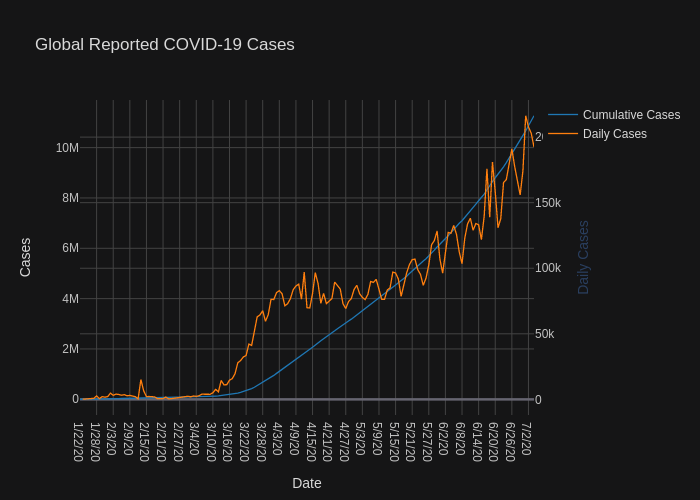 Global Reported COVID-19 Cases
Cumulative Cases
Daily Cases
10M
8M
6M
4M
2M
0
150k
100k
50k
0
Cases
Daily Cases
1/22/20
1/28/20
2/3/20
2/9/20
2/15/20
2/21/20
2/27/20
3/4/20
3/10/20
3/16/20
3/22/20
3/28/20
4/3/20
4/9/20
4/15/20
4/21/20
4/27/20
5/3/20
5/9/20
5/15/20
5/21/20
5/27/20
6/2/20
6/8/20
6/14/20
6/20/20
6/26/20
7/2/20
Date